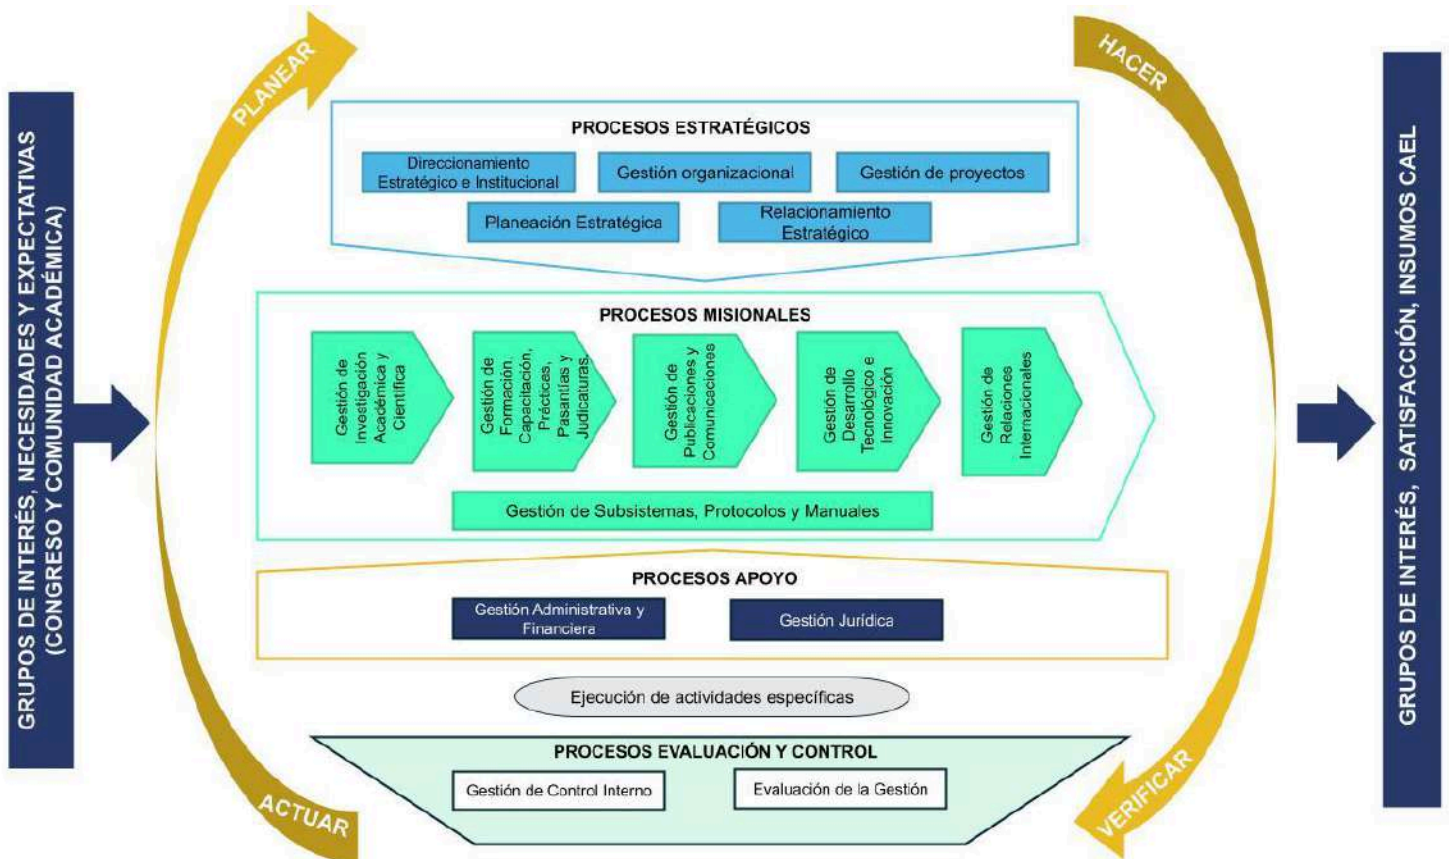 GRUPOS DE INTERÉS, NECESIDADES Y EXPECTATIVAS
(CONGRESO Y COMUNIDAD ACADÉMICA)
PLANEAR
HACER
PROCESOS ESTRATÉGICOS
Direccionamiento
Estratégico e Institucional
Gestión organizacional
Gestión de proyectos
Planeación Estratégica
Relacionamiento
Estratégico
PROCESOS MISIONALES
Gestión de
Investigación
Académica y
Científica
Gestión de
Formación.
Capacitación,
Prácticas,
Pasantías y
Judicaturas.
Gestión de
Publicaciones y
Comunicaciones
Gestión de
Desarrollo
Tecnológico e
Innovación
Gestión de
Relaciones
Internacionales
Gestión de Subsistemas, Protocolos y Manuales
PROCESOS APOYO
Gestión Administrativa y
Financiera
Gestión Jurídica
Ejecución de actividades específicas
PROCESOS EVALUACIÓN Y CONTROL
Gestión de Control Interno
Evaluación de la Gestión
ACTUAR
VERIFICAR
GRUPOS DE INTERÉS, SATISFACCIÓN, INSUMOS CAEL